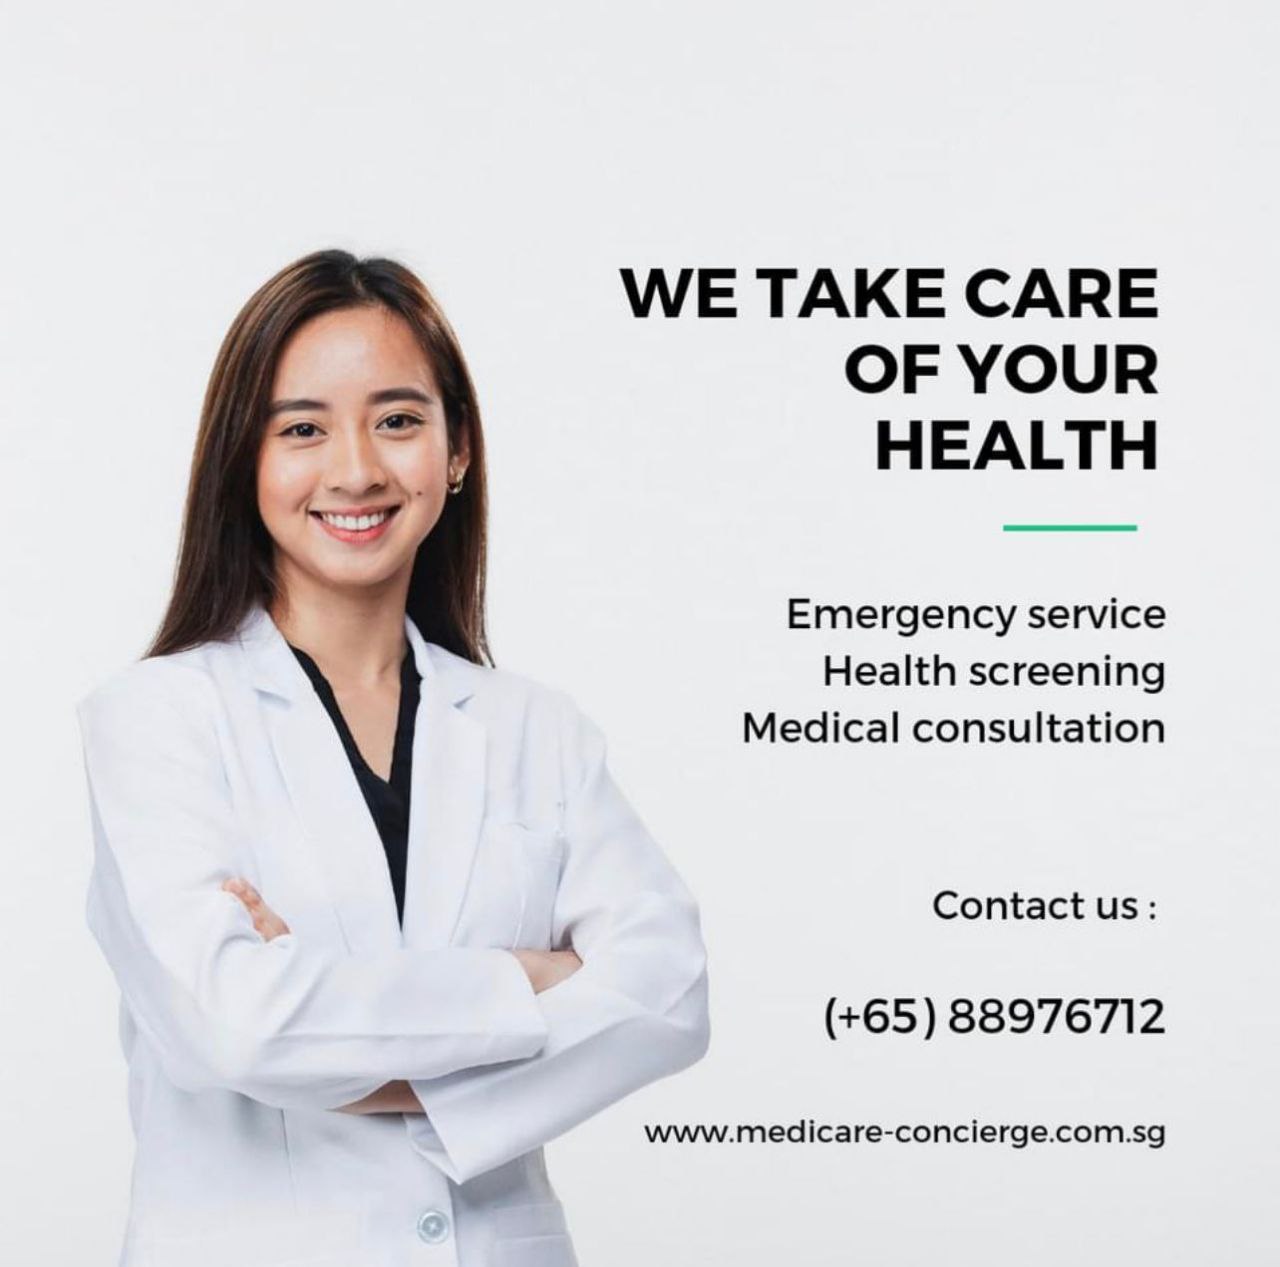 WE TAKE CARE
OF YOUR
HEALTH
Emergency service
Health screening
Medical consultation
Contact us :
(+65) 88976712
www.medicare-concierge.com.sg